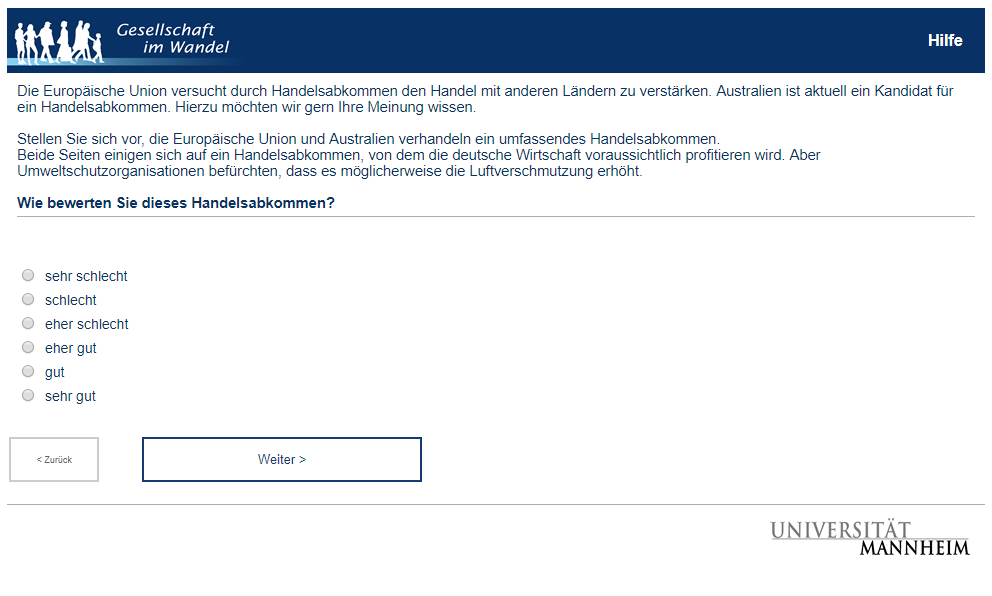 Gesellschaft
im Wandel
Hilfe
Die Europäische Union versucht durch Handelsabkommen den Handel mit anderen Ländern zu verstärken. Australien ist aktuell ein Kandidat für
ein Handelsabkommen. Hierzu möchten wir gern Ihre Meinung wissen.
Stellen Sie sich vor, die Europäische Union und Australien verhandeln ein umfassendes Handelsabkommen.
Beide Seiten einigen sich auf ein Handelsabkommen, von dem die deutsche Wirtschaft voraussichtlich profitieren wird. Aber
Umweltschutzorganisationen befürchten, dass es möglicherweise die Luftverschmutzung erhöht.
Wie bewerten Sie dieses Handelsabkommen?
sehr schlecht
schlecht
eher schlecht
eher gut
gut
sehr gut
< Zurück
Weiter >
UNIVERSITÄT
MANNHEIM